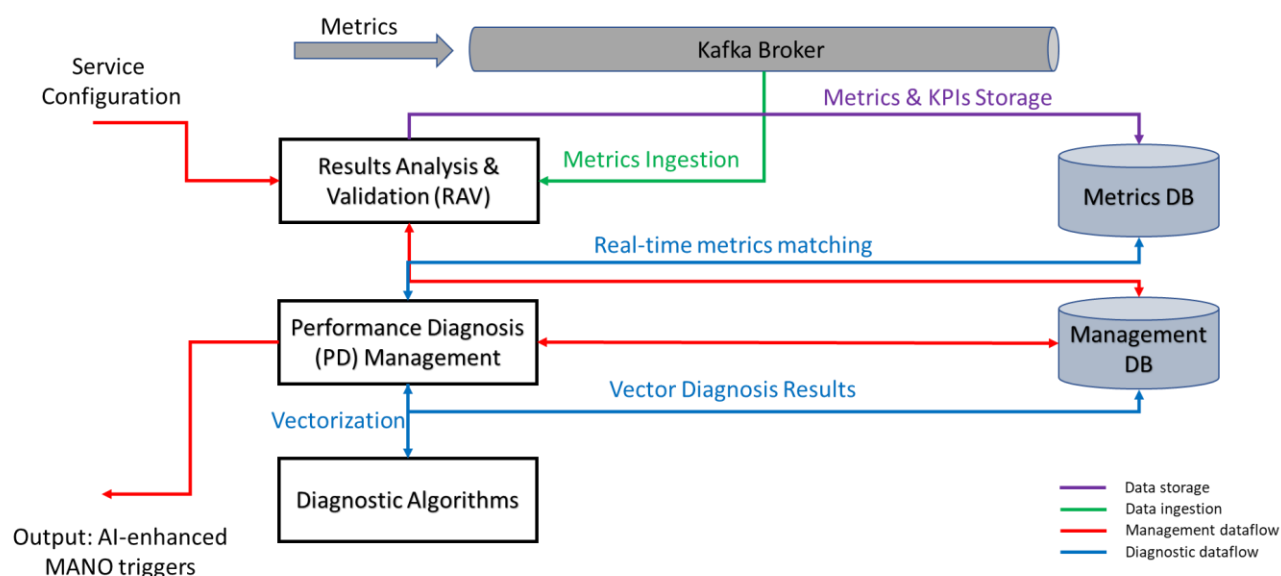 Metrics
Kafka Broker
Service
Configuration
Metrics & KPIs Storage
Results Analysis &
Validation (RAV)
Metrics Ingestion
Metrics DB
Real-time metrics matching
Performance Diagnosis
(PD) Management
Management
DB
Vector Diagnosis Results
Vectorization
Diagnostic Algorithms
Output: AI-enhanced
MANO triggers
Data storage
Data ingestion
Management dataflow
Diagnostic dataflow